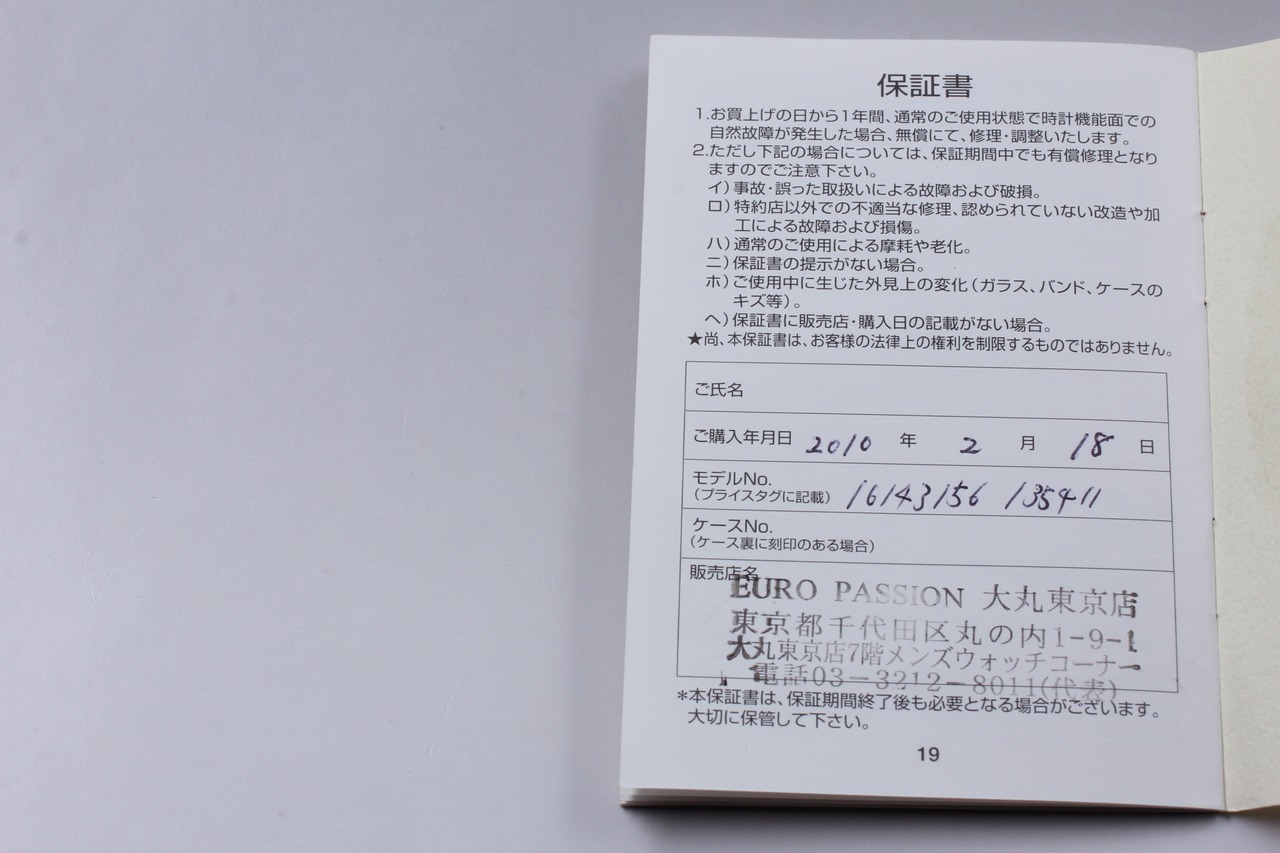 保証書
1.お買上げの日から1年間、通常のご使用状態で時計機能面での
自然故障が発生した場合、無償にて、修理・調整いたします。
2.ただし下記の場合については、保証期間中でも有償修理となり
ますのでご注意下さい。
イ)事故・誤った取扱いによる故障および破損。
ロ)特約店以外での不適当な修理、認められていない改造や加
工による故障および損傷。
ハ)通常のご使用による摩耗や老化。
ニ)保証書の提示がない場合。
ホ)ご使用中に生じた外見上の変化(ガラス、バンド、ケースの
キズ等)。
ヘ)保証書に販売店・購入日の記載がない場合。
★尚、本保証書は、お客様の法律上の権利を制限するものではありません。
ご氏名
ご購入年月日 2010 年 2 月 18 日
モデルNo.
(プライスタグに記載) 16143156 135411
ケースNo.
(ケース裏に刻印のある場合)
販売店名
EURO PASSION 大丸東京店
東京都千代田区丸の内1-9-1
大丸東京店7階メンズウォッチコーナー
電話03-3212-8011(代表)
*本保証書は、保証期間終了後も必要となる場合がございます。
大切に保管して下さい。
19